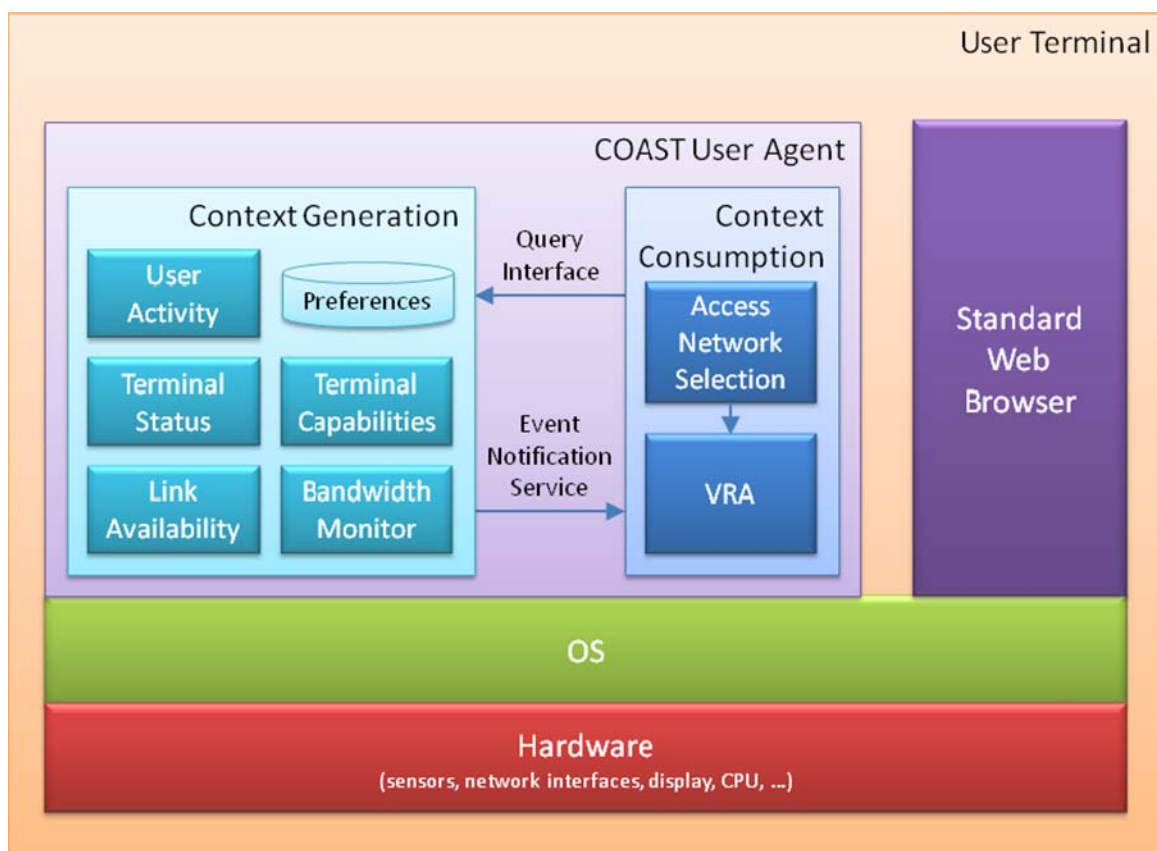 User Terminal
COAST User Agent
Context Generation
User
Activity
Preferences
Terminal
Status
Terminal
Capabilities
Link
Availability
Bandwidth
Monitor
Query
Interface
Event
Notification
Service
Context
Consumption
Access
Network
Selection
VRA
Standard
Web
Browser
OS
Hardware
(sensors, network interfaces, display, CPU, ...)